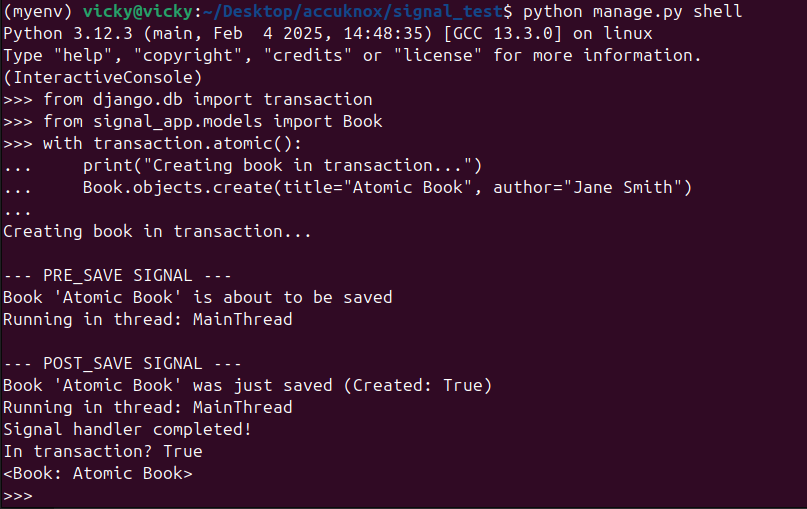 (myenv) vicky@vicky:~/Desktop/accuknox/signal_test$ python manage.py shell
Python 3.12.3 (main, Feb  4 2025, 14:48:35) [GCC 13.3.0] on linux
Type "help", "copyright", "credits" or "license" for more information.
(InteractiveConsole)
>>> from django.db import transaction
>>> from signal_app.models import Book
>>> with transaction.atomic():
...     print("Creating book in transaction...")
...     Book.objects.create(title="Atomic Book", author="Jane Smith")
...
Creating book in transaction...

--- PRE_SAVE SIGNAL ---
Book 'Atomic Book' is about to be saved
Running in thread: MainThread

--- POST_SAVE SIGNAL ---
Book 'Atomic Book' was just saved (Created: True)
Running in thread: MainThread
Signal handler completed!
In transaction? True
<Book: Atomic Book>
>>>